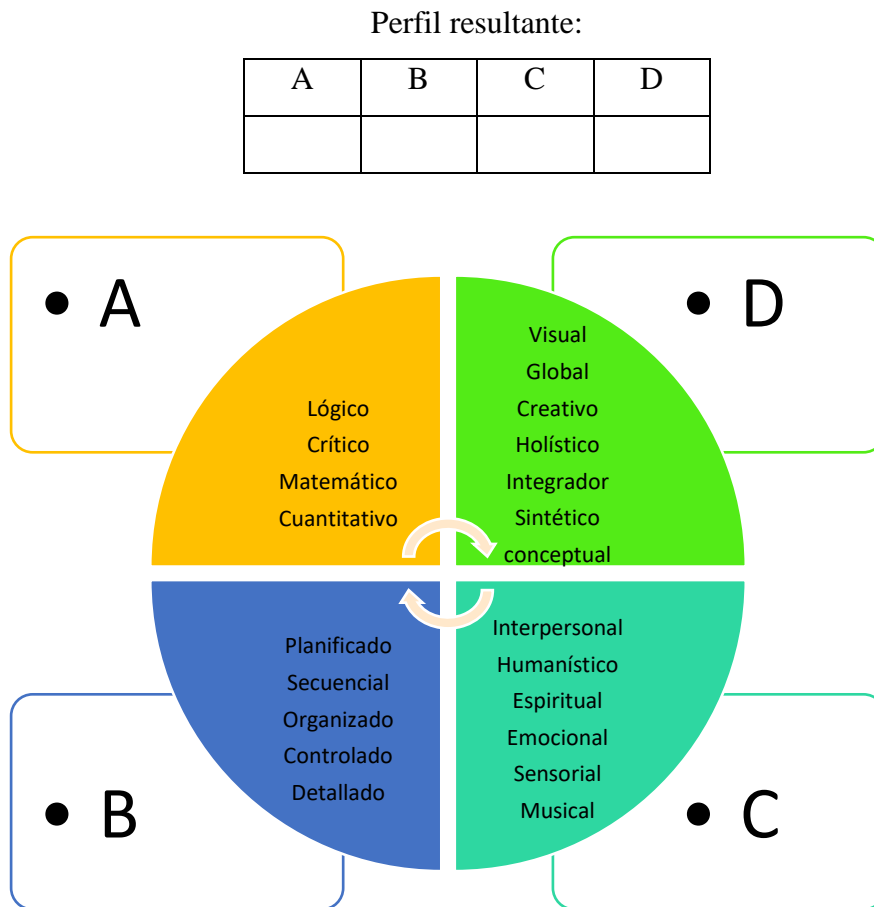 Perfil resultante:
A B C D
• A
Lógico
Crítico
Matemático
Cuantitativo
• D
Visual
Global
Creativo
Holístico
Integrador
Sintético
conceptual
• B
Planificado
Secuencial
Organizado
Controlado
Detallado
• C
Interpersonal
Humanístico
Espiritual
Emocional
Sensorial
Musical